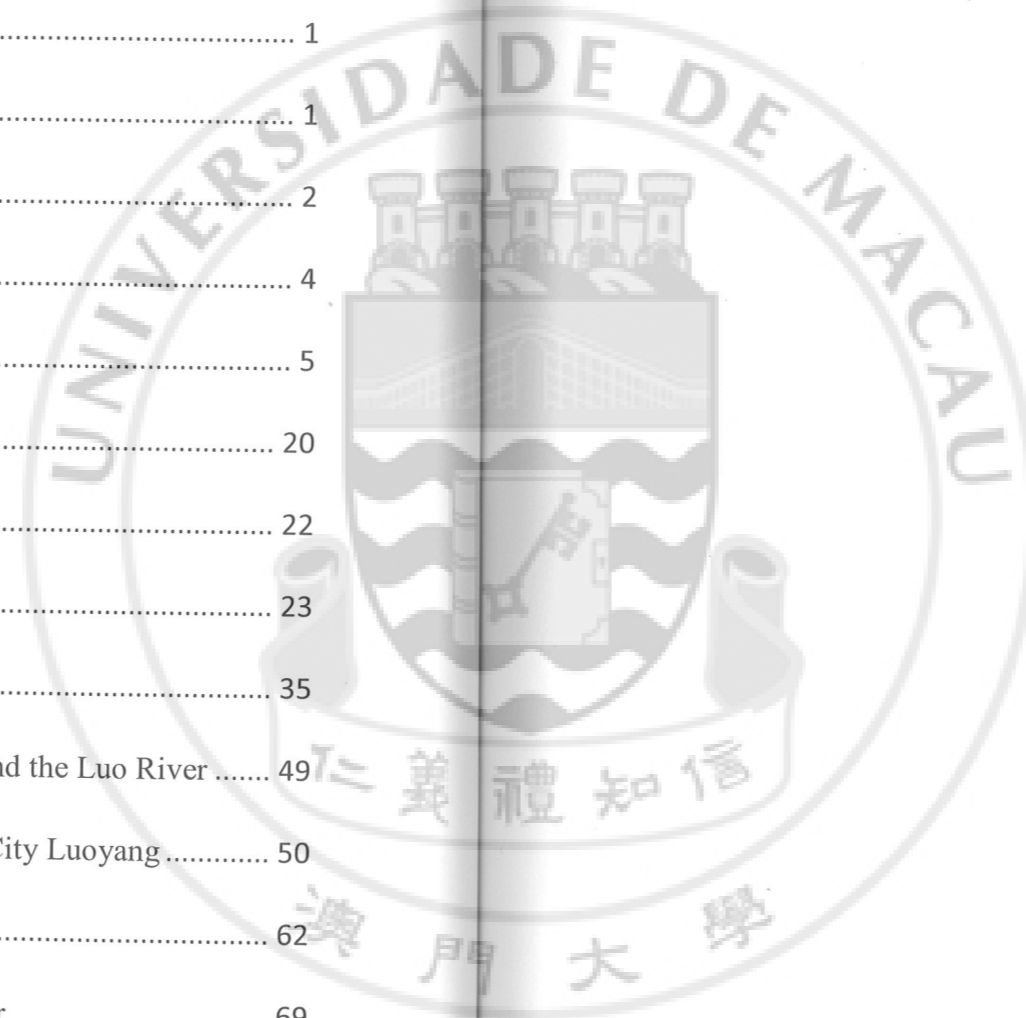 ........................................ 1
........................................ 1
........................................ 2
........................................ 4
........................................ 5
........................................ 20
........................................ 22
........................................ 23
........................................ 35
the Luo River ....... 49
City Luoyang ............ 50
........................................ 62
69
UNIVERSIDADE DE MACAU
仁義禮知信
澳門大學